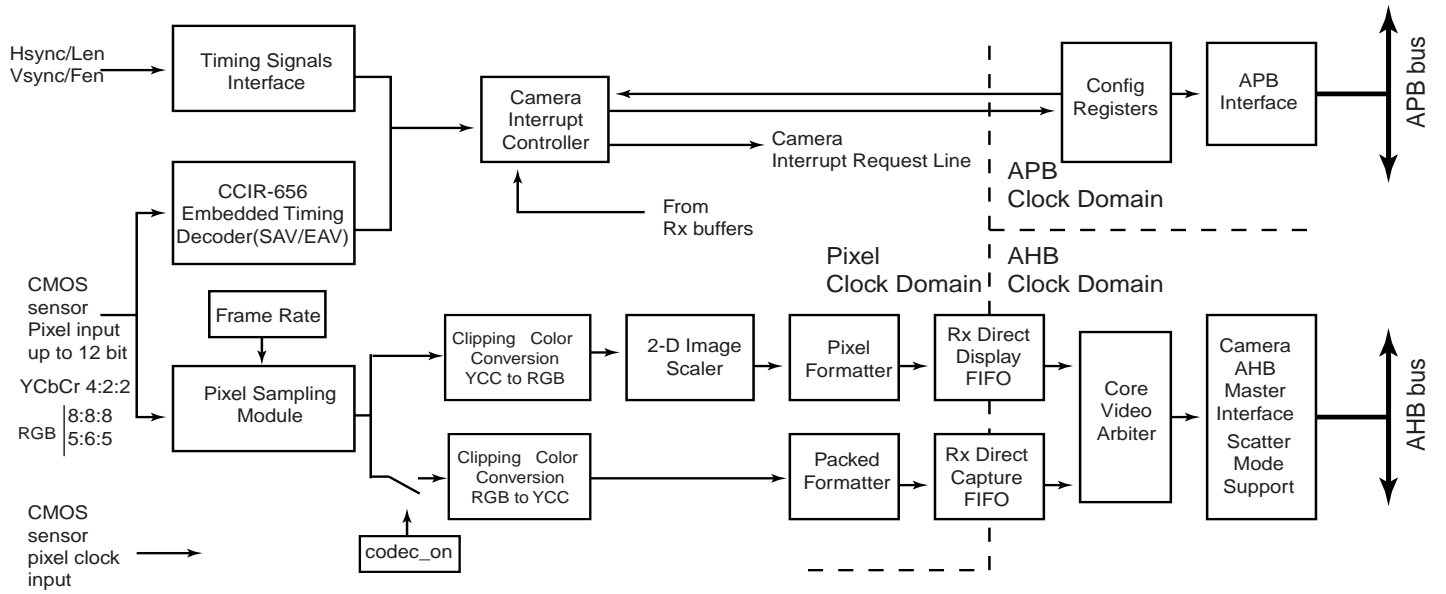 Hsync/Len
Vsync/Fen
Timing Signals
Interface
CCIR-656
Embedded Timing
Decoder(SAV/EAV)
Camera
Interrupt
Controller
Camera
Interrupt Request Line
From
Rx buffers
Config
Registers
APB
Interface
APB bus
APB
Clock Domain
Pixel
Clock Domain
AHB
Clock Domain
CMOS
sensor
Pixel input
up to 12 bit
YCbCr 4:2:2
RGB
8:8:8
5:6:5
Frame Rate
Pixel Sampling
Module
Clipping Color
Conversion
YCC to RGB
2-D Image
Scaler
Pixel
Formatter
Rx Direct
Display
FIFO
Clipping Color
Conversion
RGB to YCC
Packed
Formatter
Rx Direct
Capture
FIFO
Core
Video
Arbiter
Camera
AHB
Master
Interface
Scatter
Mode
Support
AHB bus
codec_on
CMOS
sensor
pixel clock
input